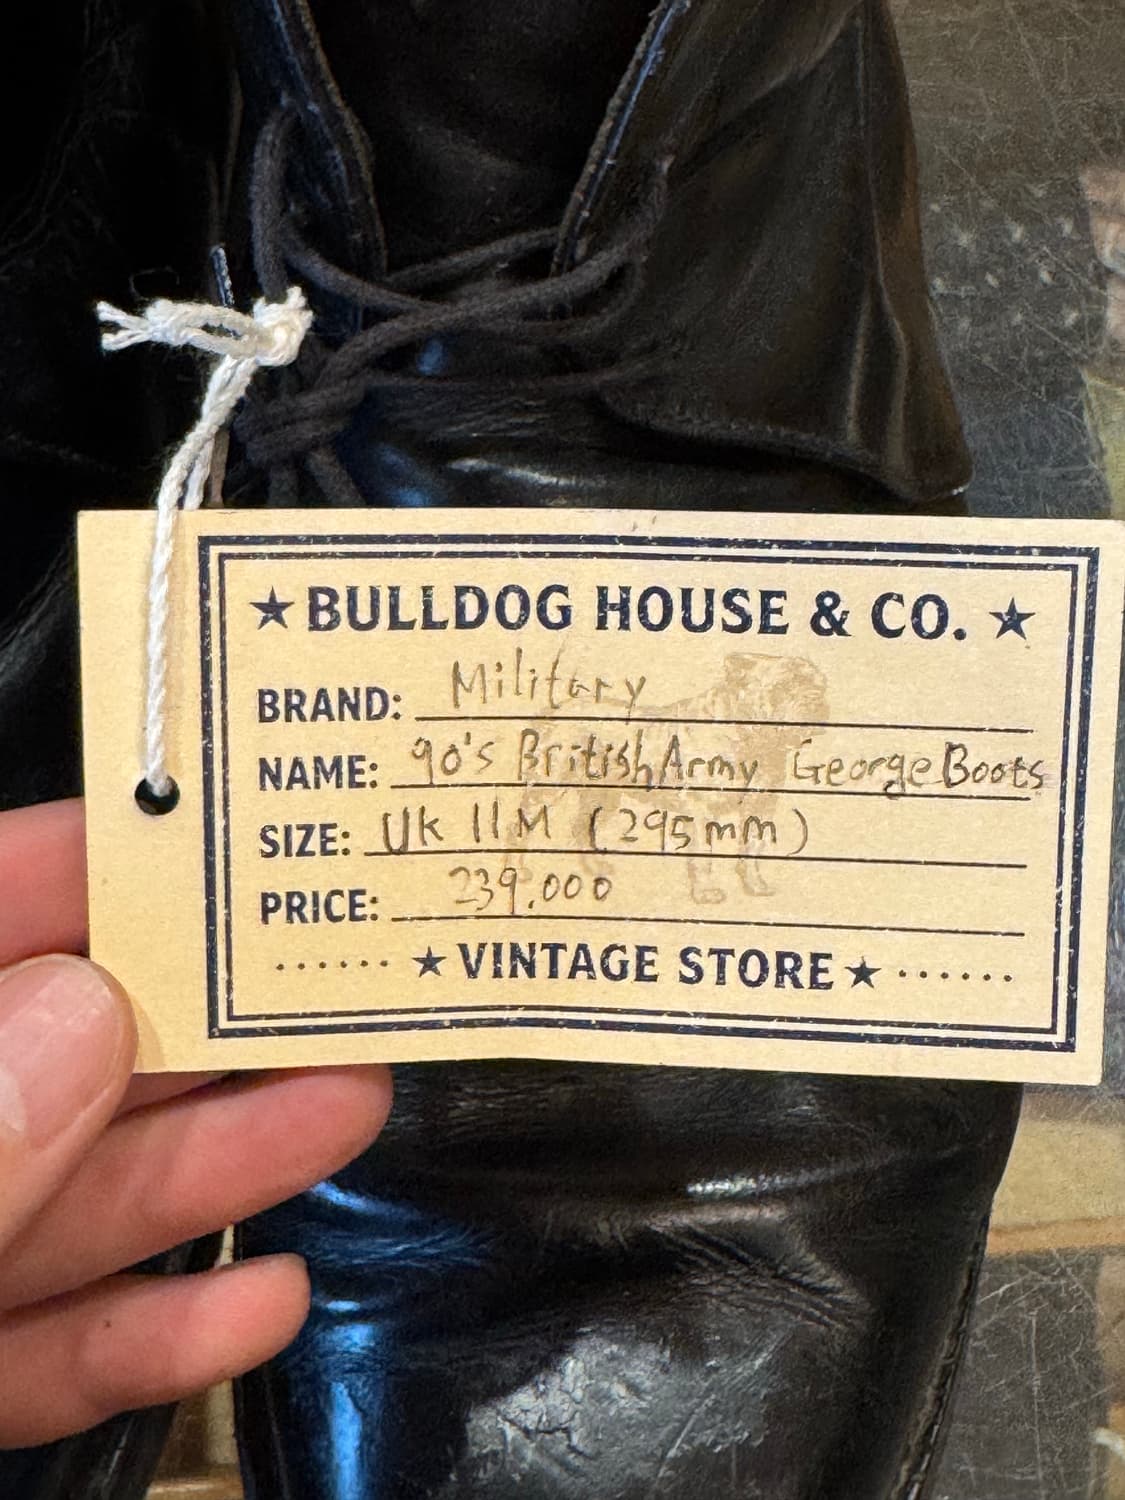 ★ BULLDOG HOUSE & CO. ★
BRAND: Military
NAME: 90's British Army George Boots
SIZE: Uk 11M (295mm)
PRICE: 239,000
...... ★ VINTAGE STORE ★ ......